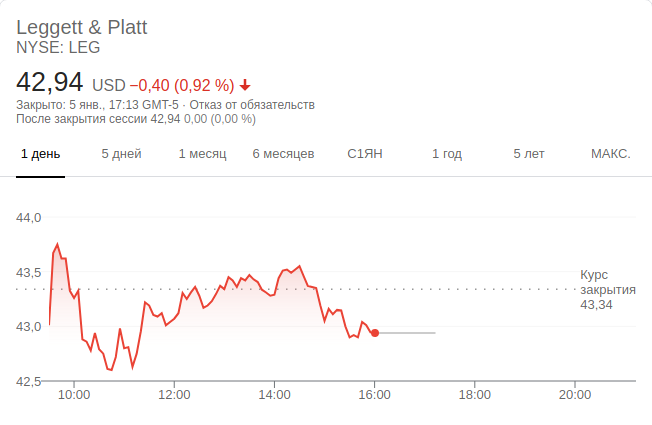 Leggett & Platt
NYSE: LEG
42,94 USD −0,40 (0,92 %)
Закрыто: 5 янв., 17:13 GMT-5 · Отказ от обязательств
После закрытия сессии 42,94 0,00 (0,00 %)
1 день 5 дней 1 месяц 6 месяцев С1ЯН 1 год 5 лет МАКС.
44,0
43,5
43,0
42,5
Курс
закрытия
43,34
10:00 12:00 14:00 16:00 18:00 20:00